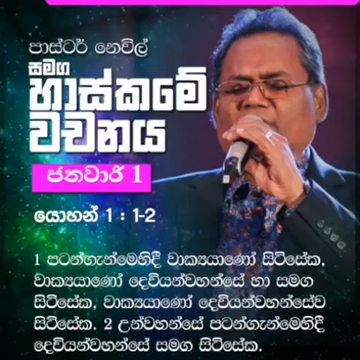 පාස්ටර් නෙවිල්
සමග
හාස්කමේ
වචනය
ජනවාරි 1
යොහන් 1 : 1-2
1 පටන්ගැන්මෙහිදී වාක්‍යයාණෝ සිටිසේක,
වාක්‍යයාණෝ දෙවියන්වහන්සේ හා සමග
සිටිසේක, වාක්‍යයාණෝ දෙවියන්වහන්සේව
සිටිසේක. 2 උන්වහන්සේ පටන්ගැන්මෙහිදී
දෙවියන්වහන්සේ සමග සිටිසේක.